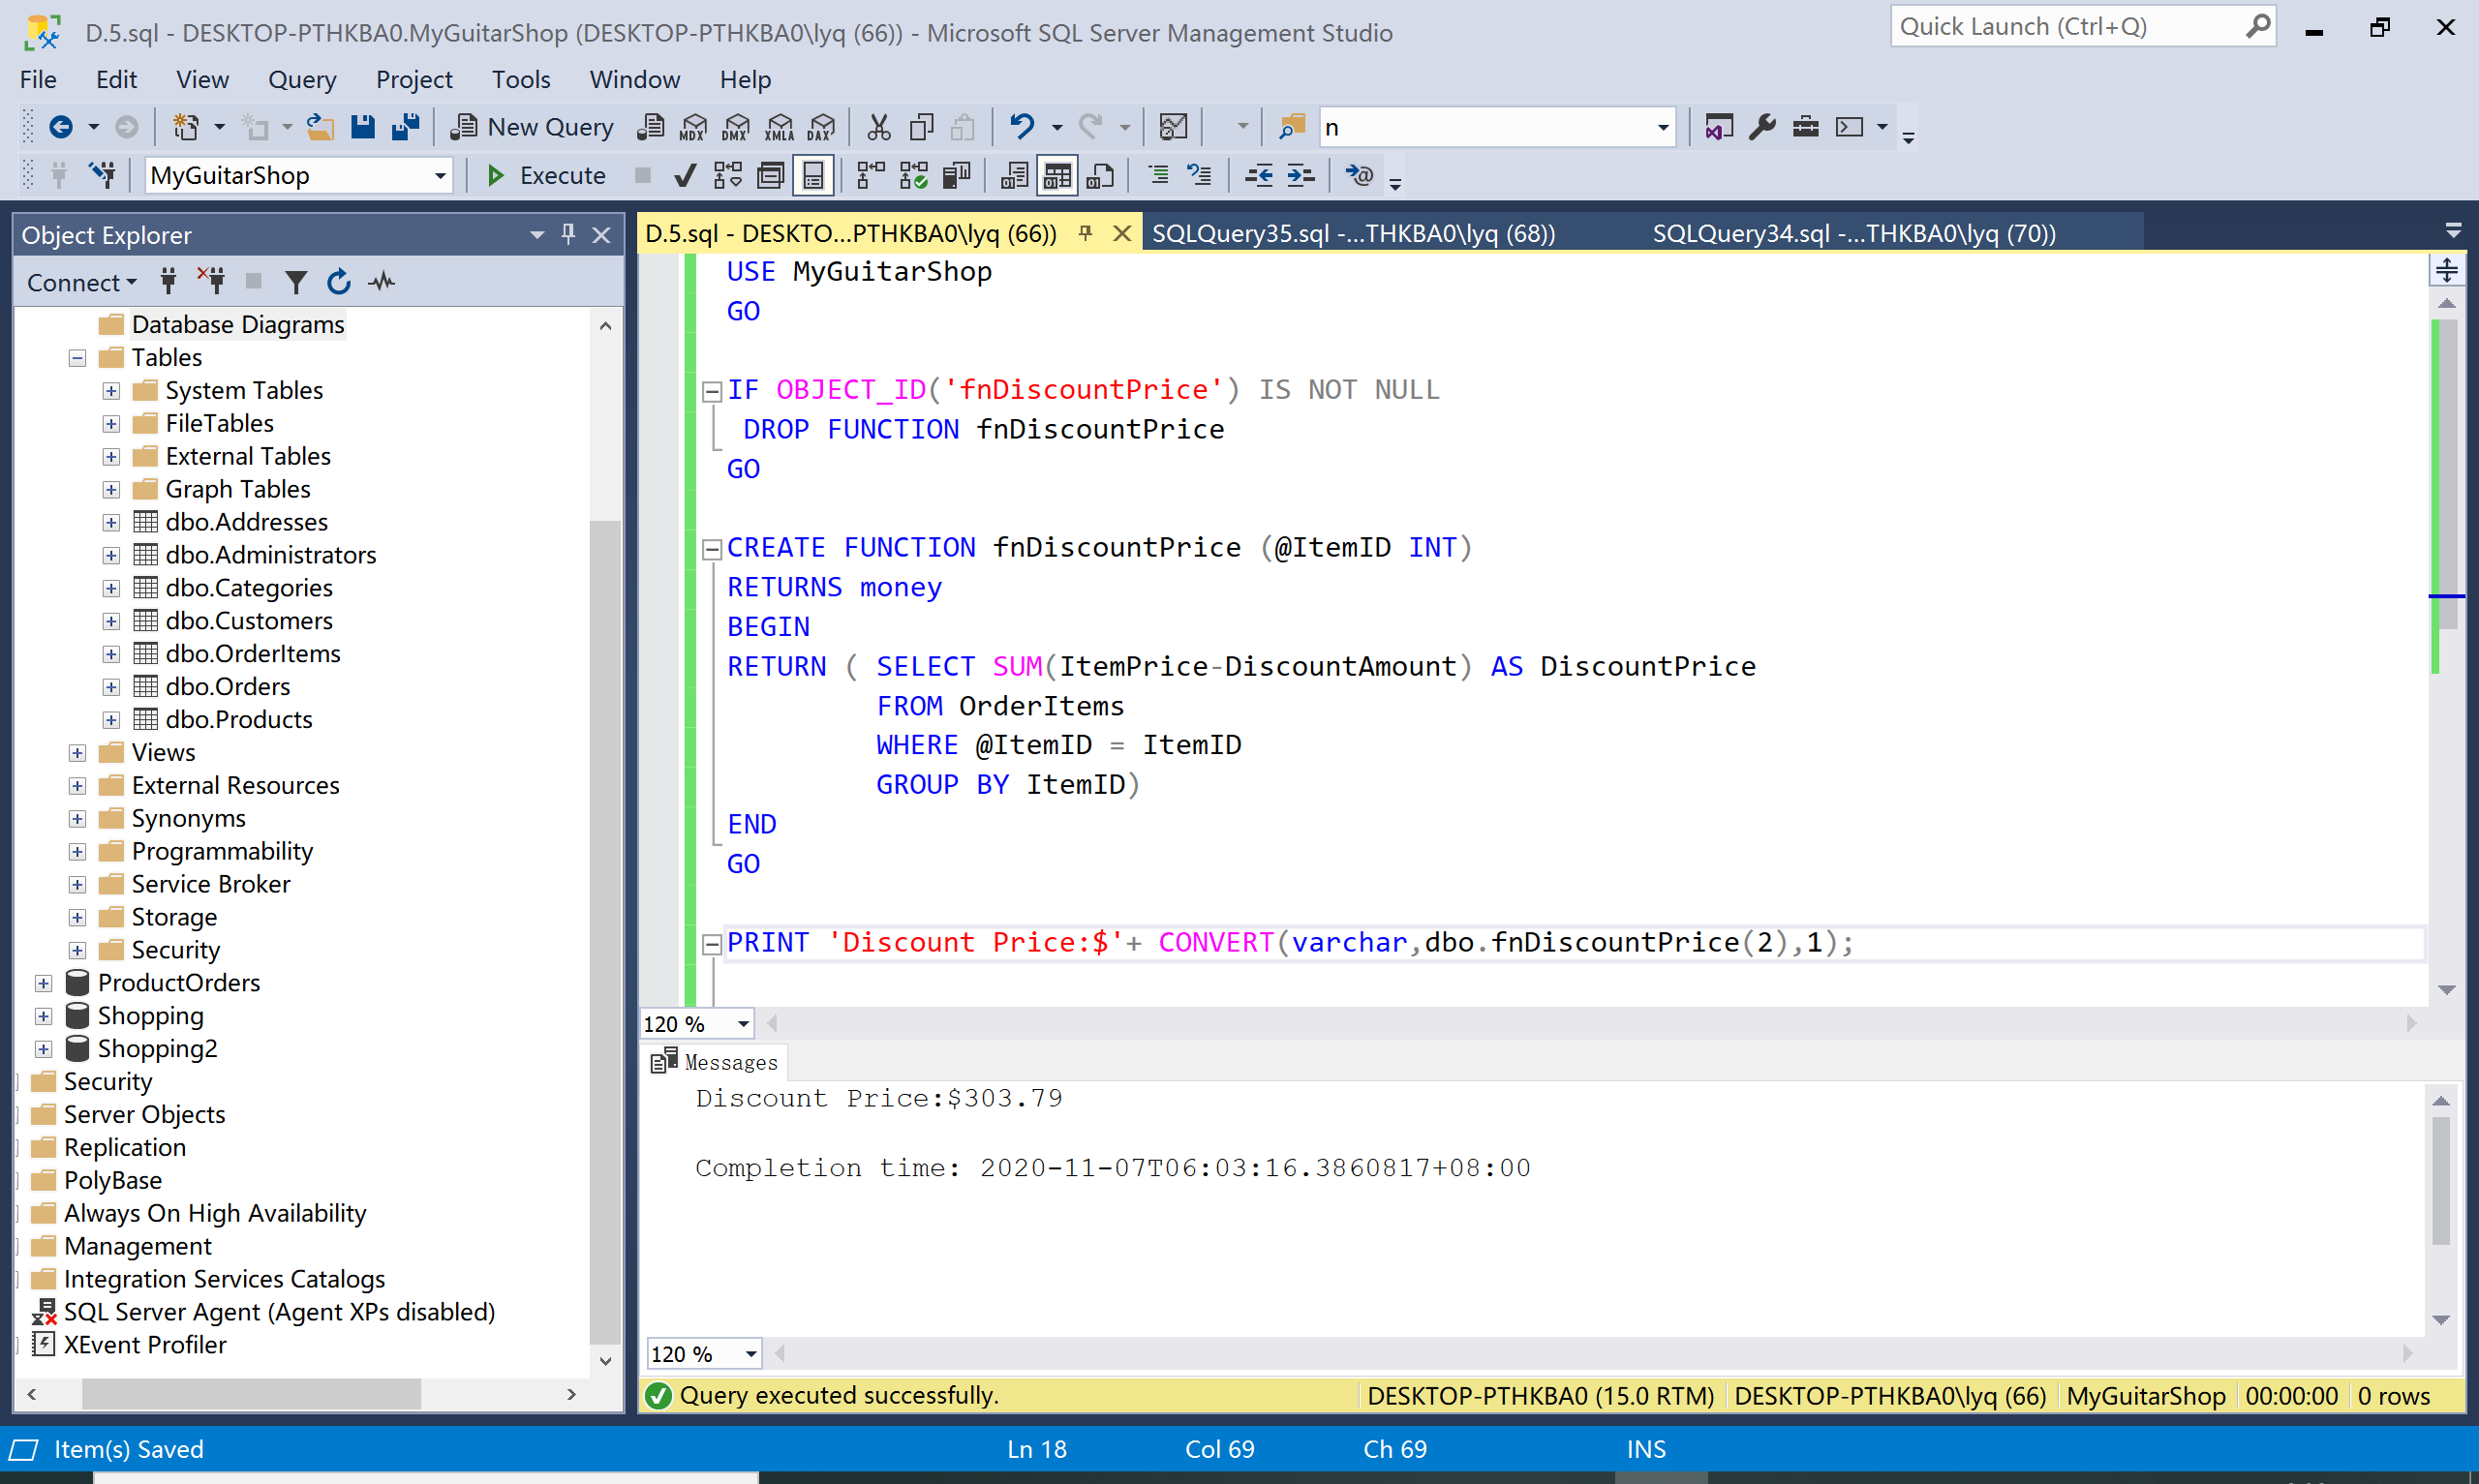 D.5.sql - DESKTOP-PTHKBA0.MyGuitarShop (DESKTOP-PTHKBA0\lyq (66)) - Microsoft SQL Server Management Studio
Quick Launch (Ctrl+Q)
File Edit View Query Project Tools Window Help
New Query MDX DMX XMLA DAX n
MyGuitarShop Execute
Object Explorer
Connect
Database Diagrams
Tables
System Tables
FileTables
External Tables
Graph Tables
dbo.Addresses
dbo.Administrators
dbo.Categories
dbo.Customers
dbo.OrderItems
dbo.Orders
dbo.Products
Views
External Resources
Synonyms
Programmability
Service Broker
Storage
Security
ProductOrders
Shopping
Shopping2
Security
Server Objects
Replication
PolyBase
Always On High Availability
Management
Integration Services Catalogs
SQL Server Agent (Agent XPs disabled)
XEvent Profiler
D.5.sql - DESKTO...PTHKBA0\lyq (66)) SQLQuery35.sql -...THKBA0\lyq (68)) SQLQuery34.sql -...THKBA0\lyq (70))
USE MyGuitarShop
GO
IF OBJECT_ID('fnDiscountPrice') IS NOT NULL
DROP FUNCTION fnDiscountPrice
GO
CREATE FUNCTION fnDiscountPrice (@ItemID INT)
RETURNS money
BEGIN
RETURN ( SELECT SUM(ItemPrice-DiscountAmount) AS DiscountPrice
FROM OrderItems
WHERE @ItemID = ItemID
GROUP BY ItemID)
END
GO
PRINT 'Discount Price:$'+ CONVERT(varchar,dbo.fnDiscountPrice(2),1);
120 %
Messages
Discount Price:$303.79
Completion time: 2020-11-07T06:03:16.3860817+08:00
120 %
Query executed successfully. DESKTOP-PTHKBA0 (15.0 RTM) DESKTOP-PTHKBA0\lyq (66) MyGuitarShop 00:00:00 0 rows
Item(s) Saved Ln 18 Col 69 Ch 69 INS